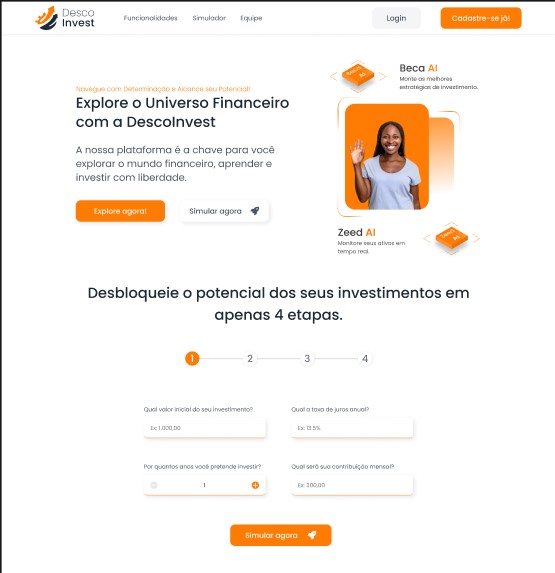 Desco
Invest
Funcionalidades
Simulador
Equipe
Login
Cadastre-se já!
Beca AI
Monte as melhores
estratégias de investimento.
Navegue com Determinação e Alcance seu Potencial!
Explore o Universo Financeiro
com a DescoInvest
A nossa plataforma é a chave para você
explorar o mundo financeiro, aprender e
investir com liberdade.
Explore agora!
Simular agora
Zeed AI
Monitore seus ativos em
tempo real.
Desbloqueie o potencial dos seus investimentos em
apenas 4 etapas.
1
2
3
4
Qual valor inicial do seu investimento?
Qual a taxa de juros anual?
Ex: 1.000,00
Ex: 13.5%
Por quantos anos você pretende investir?
Qual será sua contribuição mensal?
1
Ex: 300,00
Simular agora